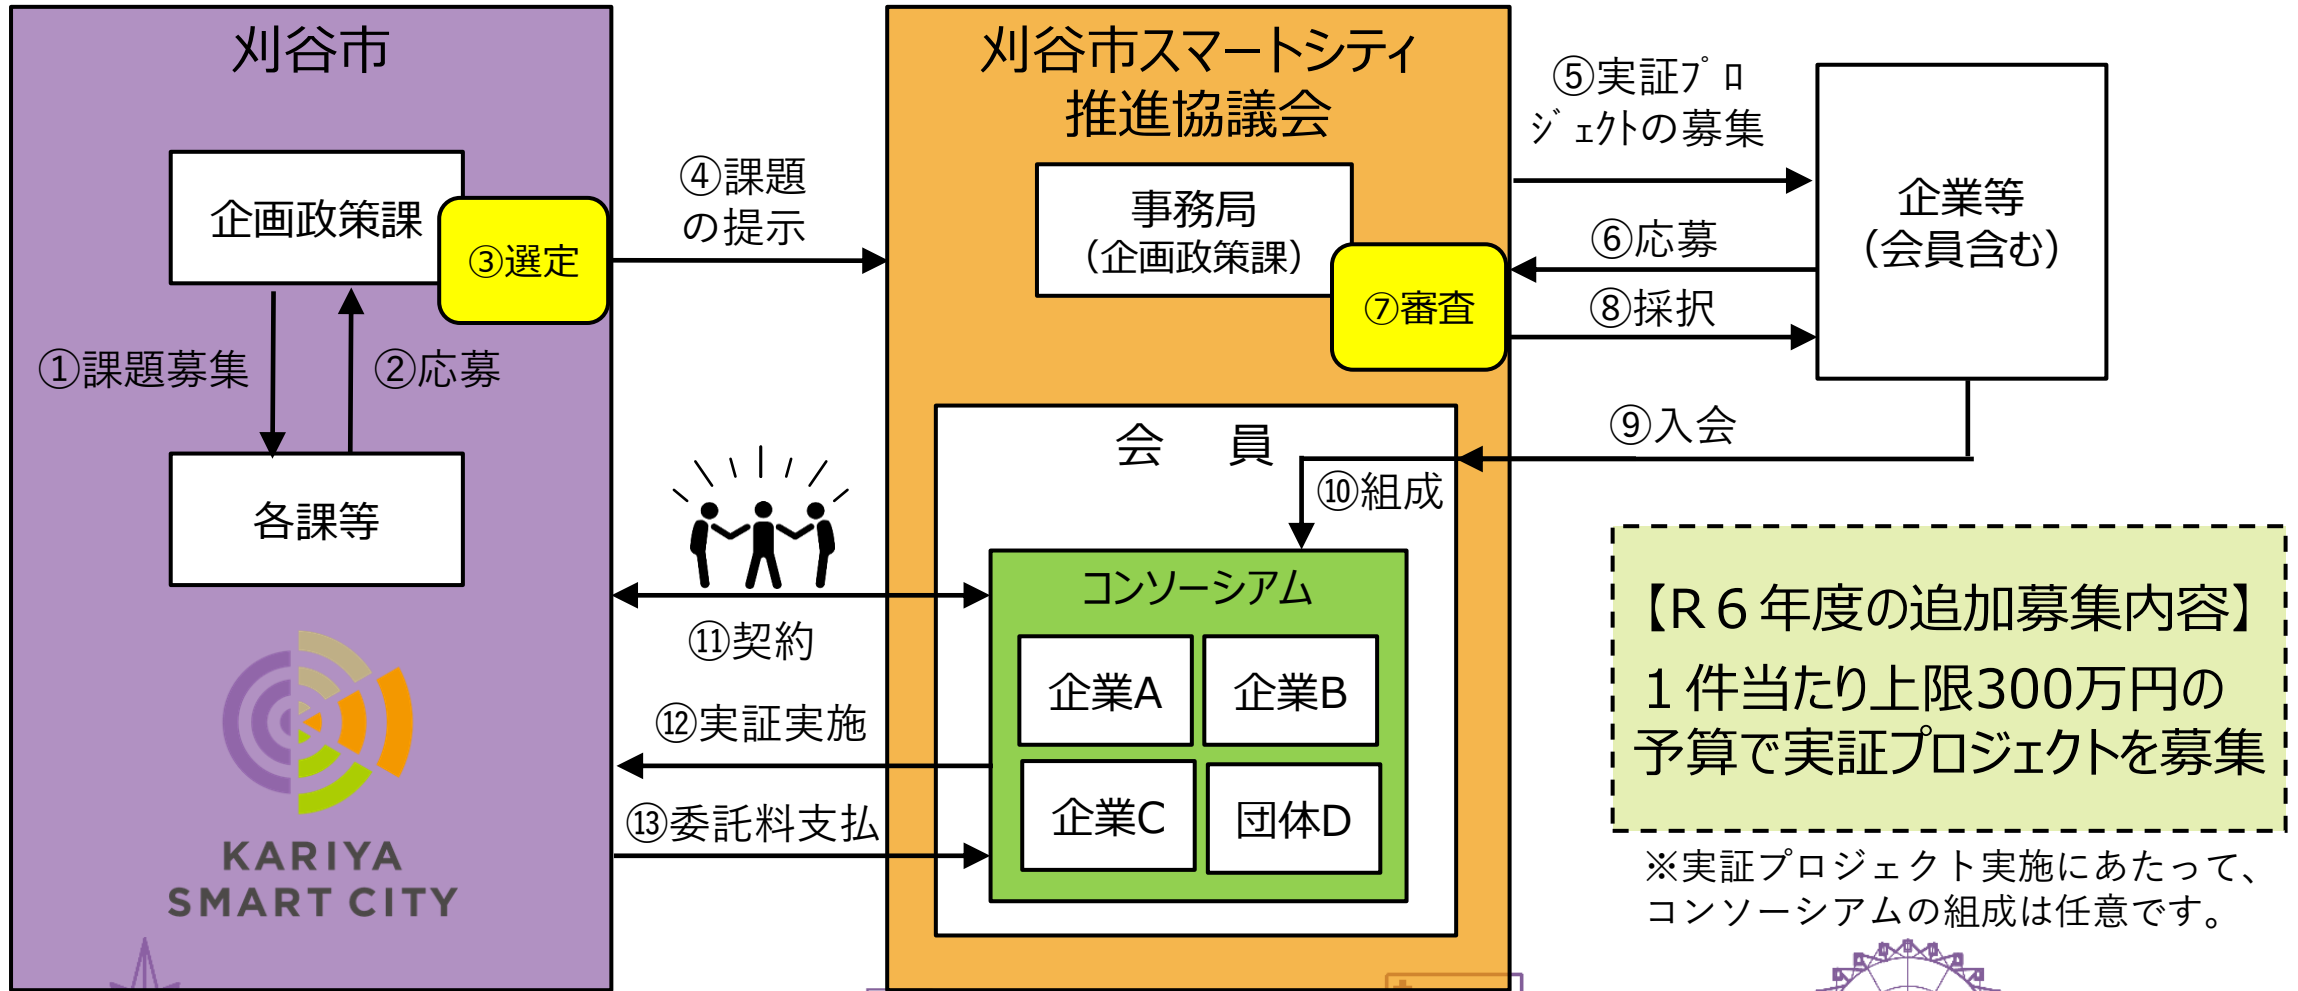 刈谷市
企画政策課
③選定
①課題募集
②応募
各課等
KARIYA
SMART CITY
④課題
の提示
⑪契約
⑫実証実施
⑬委託料支払
刈谷市スマートシティ
推進協議会
事務局
（企画政策課）
⑦審査
会　員
⑩組成
コンソーシアム
企業A
企業B
企業C
団体D
⑤実証ﾌﾟﾛ
ｼﾞｪｸﾄの募集
⑥応募
⑧採択
企業等
（会員含む）
⑨入会
【R６年度の追加募集内容】
１件当たり上限300万円の
予算で実証プロジェクトを募集
※実証プロジェクト実施にあたって、
コンソーシアムの組成は任意です。